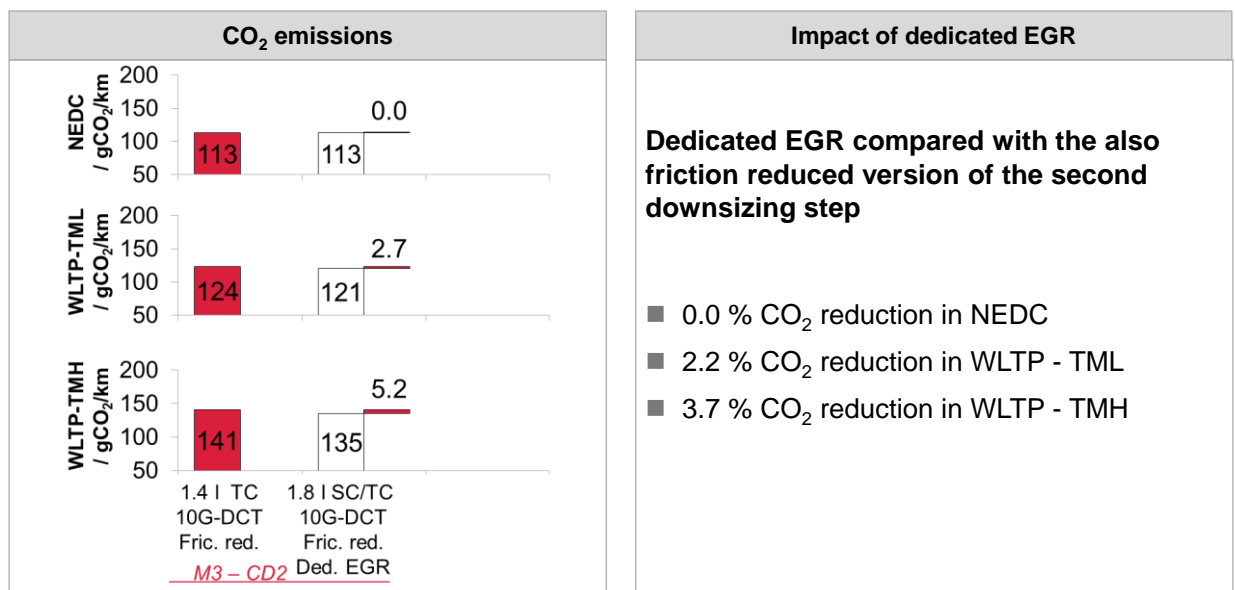 CO₂ emissions
NEDC
/ gCO₂/km
200
150
100
50
113
113
0.0
WLTP-TML
/ gCO₂/km
200
150
100
50
124
121
2.7
WLTP-TMH
/ gCO₂/km
200
150
100
50
141
135
5.2
1.4 l TC
10G-DCT
Fric. red.
M3 – CD2
1.8 l SC/TC
10G-DCT
Fric. red.
Ded. EGR
Impact of dedicated EGR
Dedicated EGR compared with the also
friction reduced version of the second
downsizing step
■ 0.0 % CO₂ reduction in NEDC
■ 2.2 % CO₂ reduction in WLTP - TML
■ 3.7 % CO₂ reduction in WLTP - TMH